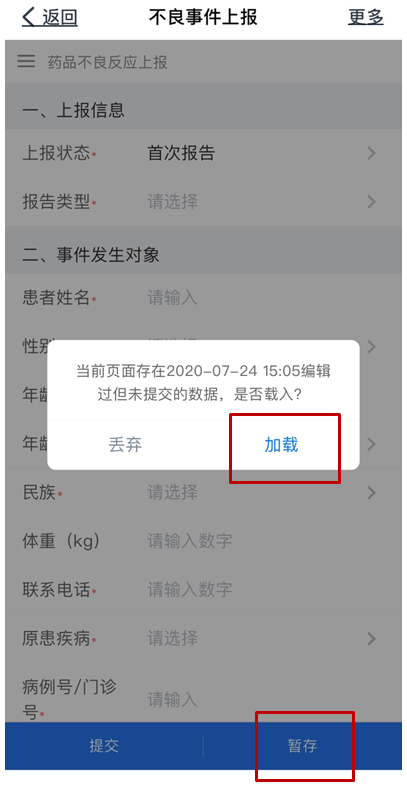 返回 不良事件上报 更多
药品不良反应上报
一、上报信息
上报状态* 首次报告
报告类型* 请选择
二、事件发生对象
患者姓名* 请输入
性别
当前页面存在2020-07-24 15:05编辑
过但未提交的数据，是否载入?
年龄
丢弃 加载
年龄
民族* 请选择
体重（kg） 请输入数字
联系电话* 请输入数字
原患疾病* 请选择
病例号/门诊
号* 请输入
提交 暂存